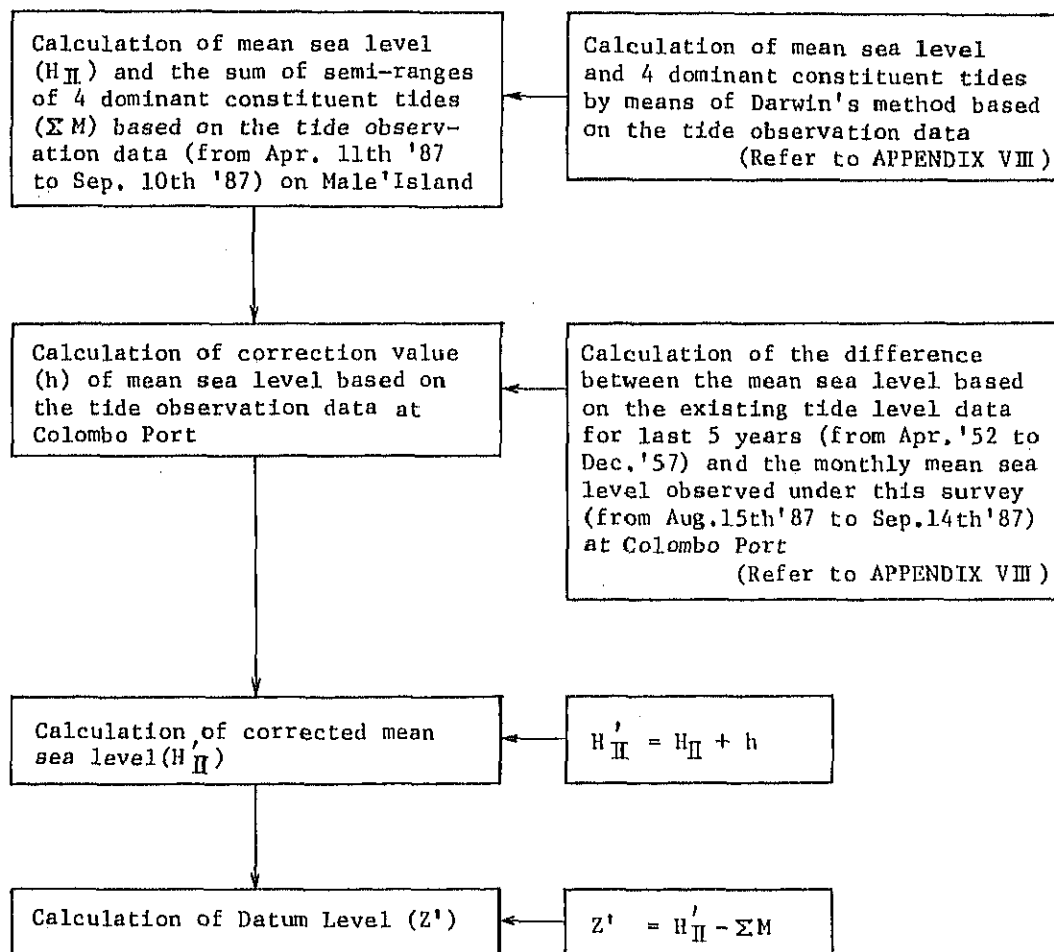 Calculation of mean sea level
(HⅡ) and the sum of semi-ranges
of 4 dominant constituent tides
(ΣM) based on the tide observ-
ation data (from Apr. 11th '87
to Sep. 10th '87) on Male'Island
Calculation of mean sea level
and 4 dominant constituent tides
by means of Darwin's method based
on the tide observation data
(Refer to APPENDIX VⅢ)
Calculation of correction value
(h) of mean sea level based on
the tide observation data at
Colombo Port
Calculation of the difference
between the mean sea level based
on the existing tide level data
for last 5 years (from Apr.'52 to
Dec.'57) and the monthly mean sea
level observed under this survey
(from Aug.15th'87 to Sep.14th'87)
at Colombo Port
(Refer to APPENDIX VⅢ)
Calculation of corrected mean
sea level(H'Ⅱ)
H'Ⅱ = HⅡ + h
Calculation of Datum Level (Z')
Z' = H'Ⅱ - ΣM